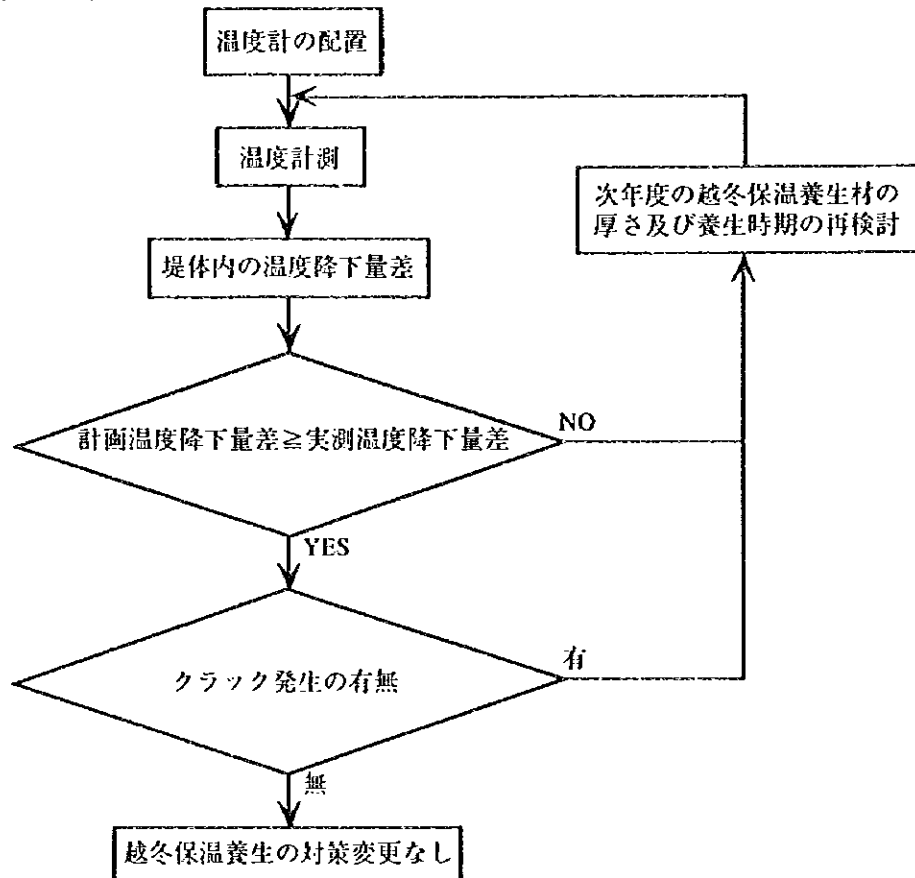 温度計の配置
温度計測
次年度の越冬保温養生材の
厚さ及び養生時期の再検討
堤体内の温度降下量差
計画温度降下量差≧実測温度降下量差
NO
YES
クラック発生の有無
有
無
越冬保温養生の対策変更なし